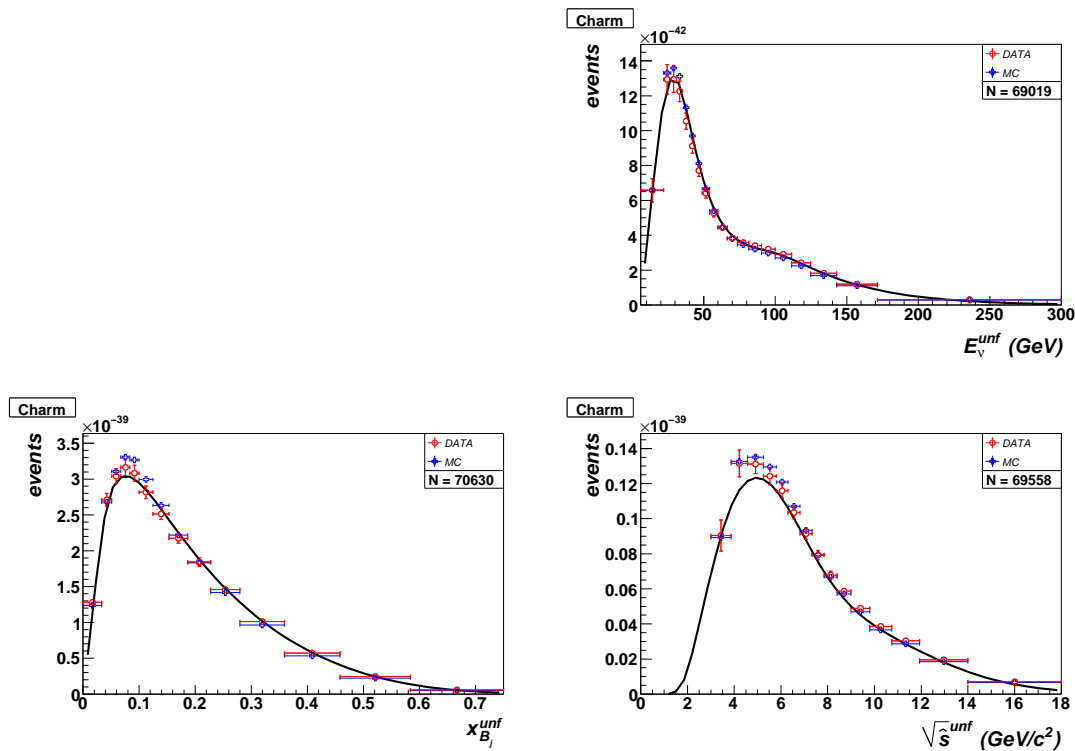 Charm
×10⁻⁴²
events
14
12
10
8
6
4
2
0
DATA
MC
N = 69019
50 100 150 200 250 300
E_ν^unf (GeV)
Charm
×10⁻³⁹
events
3.5
3
2.5
2
1.5
1
0.5
0
DATA
MC
N = 70630
0 0.1 0.2 0.3 0.4 0.5 0.6
x_Bj^unf
Charm
×10⁻³⁹
events
0.14
0.12
0.1
0.08
0.06
0.04
0.02
0
DATA
MC
N = 69558
0 2 4 6 8 10 12 14 16 18
√ŝ^unf (GeV/c²)